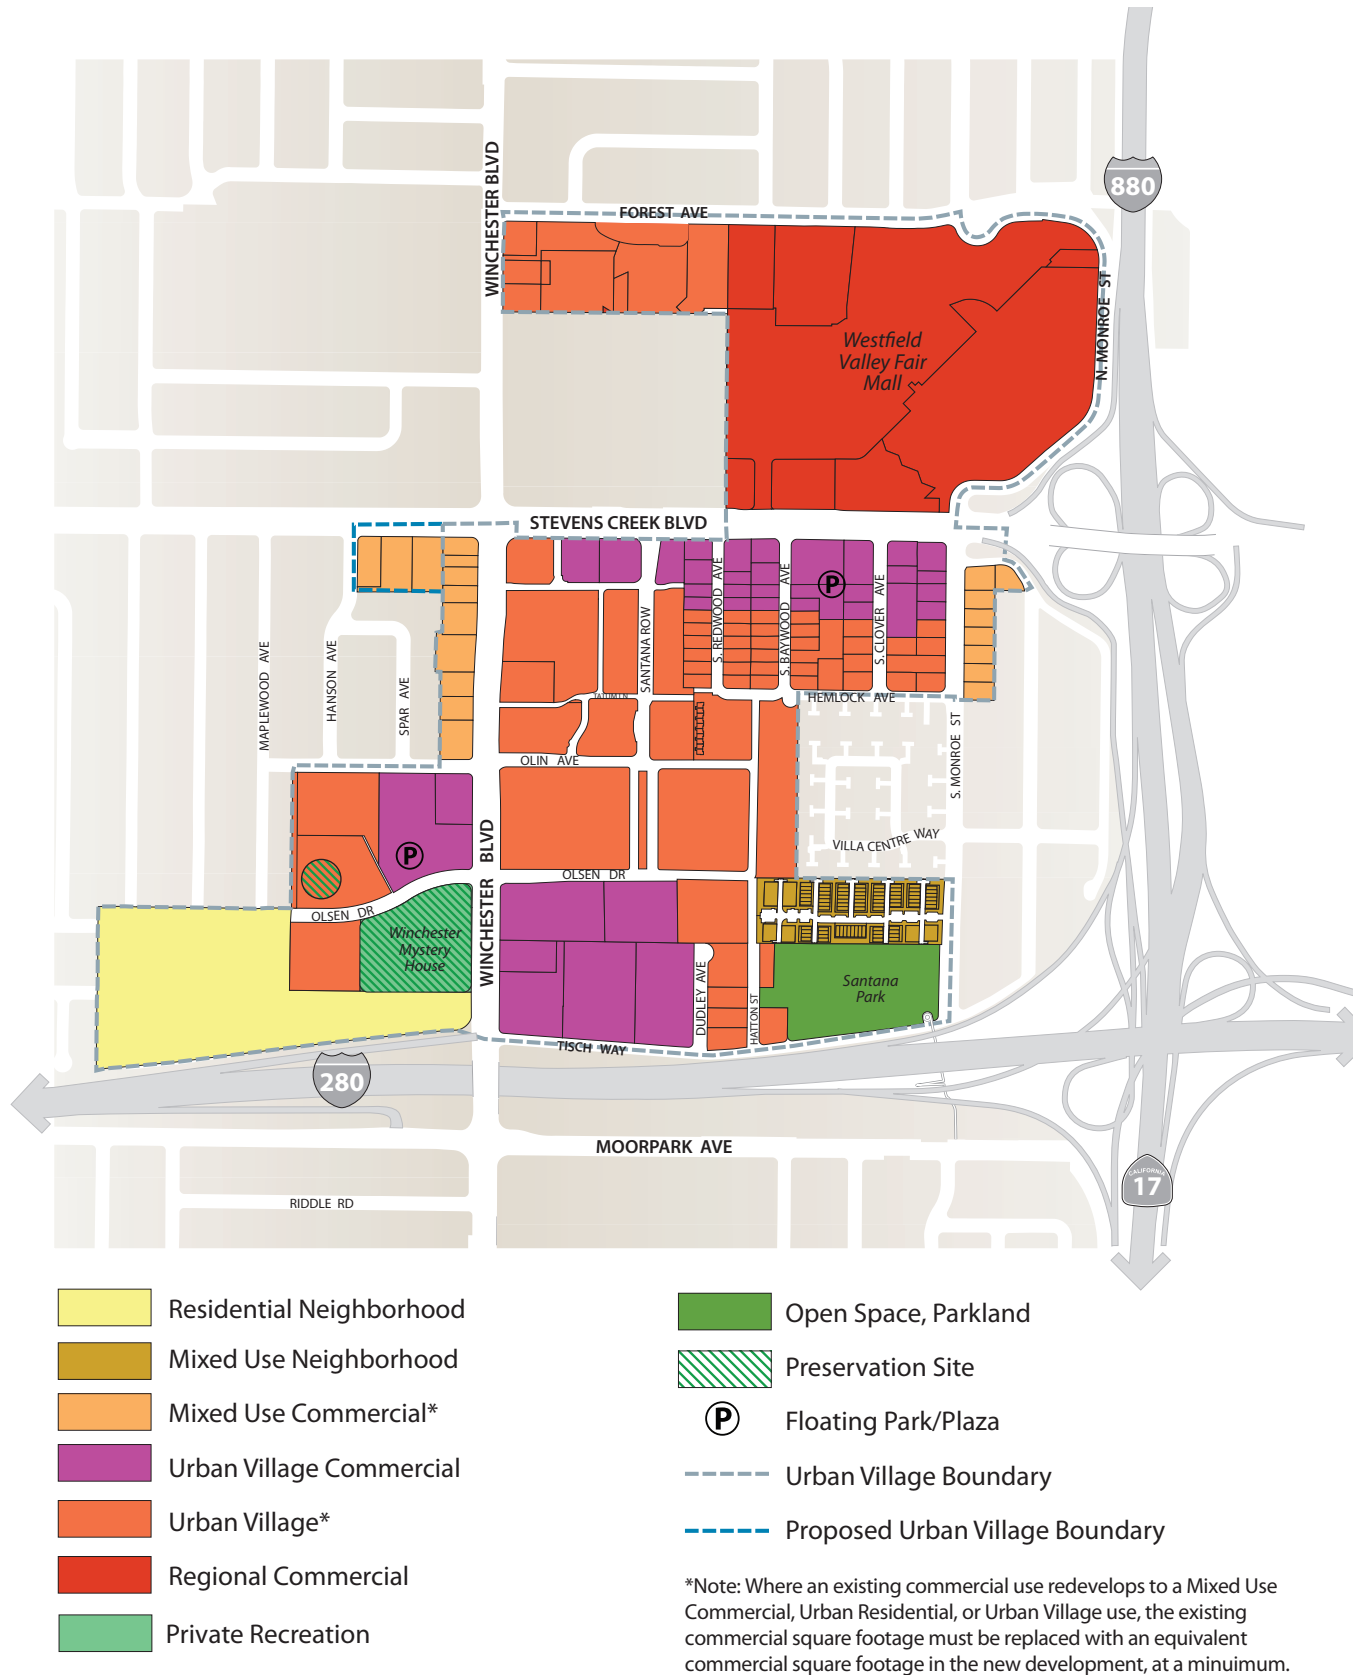 WINCHESTER BLVD
FOREST AVE
880
N. MONROE ST
Westfield
Valley Fair
Mall
STEVENS CREEK BLVD
MAPLEWOOD AVE
HANSON AVE
SPAR AVE
SANTANA ROW
S. REDWOOD AVE
S. BAYWOOD AVE
P
S. CLOVER AVE
TATUM LN
HEMLOCK AVE
S. MONROE ST
OLIN AVE
VILLA CENTRE WAY
P
WINCHESTER BLVD
OLSEN DR
OLSEN DR
Winchester
Mystery
House
DUDLEY AVE
HATTON ST
Santana
Park
TISCH WAY
280
MOORPARK AVE
CALIFORNIA
17
RIDDLE RD
Residential Neighborhood
Mixed Use Neighborhood
Mixed Use Commercial*
Urban Village Commercial
Urban Village*
Regional Commercial
Private Recreation
Open Space, Parkland
Preservation Site
P
Floating Park/Plaza
Urban Village Boundary
Proposed Urban Village Boundary
*Note: Where an existing commercial use redevelops to a Mixed Use
Commercial, Urban Residential, or Urban Village use, the existing
commercial square footage must be replaced with an equivalent
commercial square footage in the new development, at a minuimum.